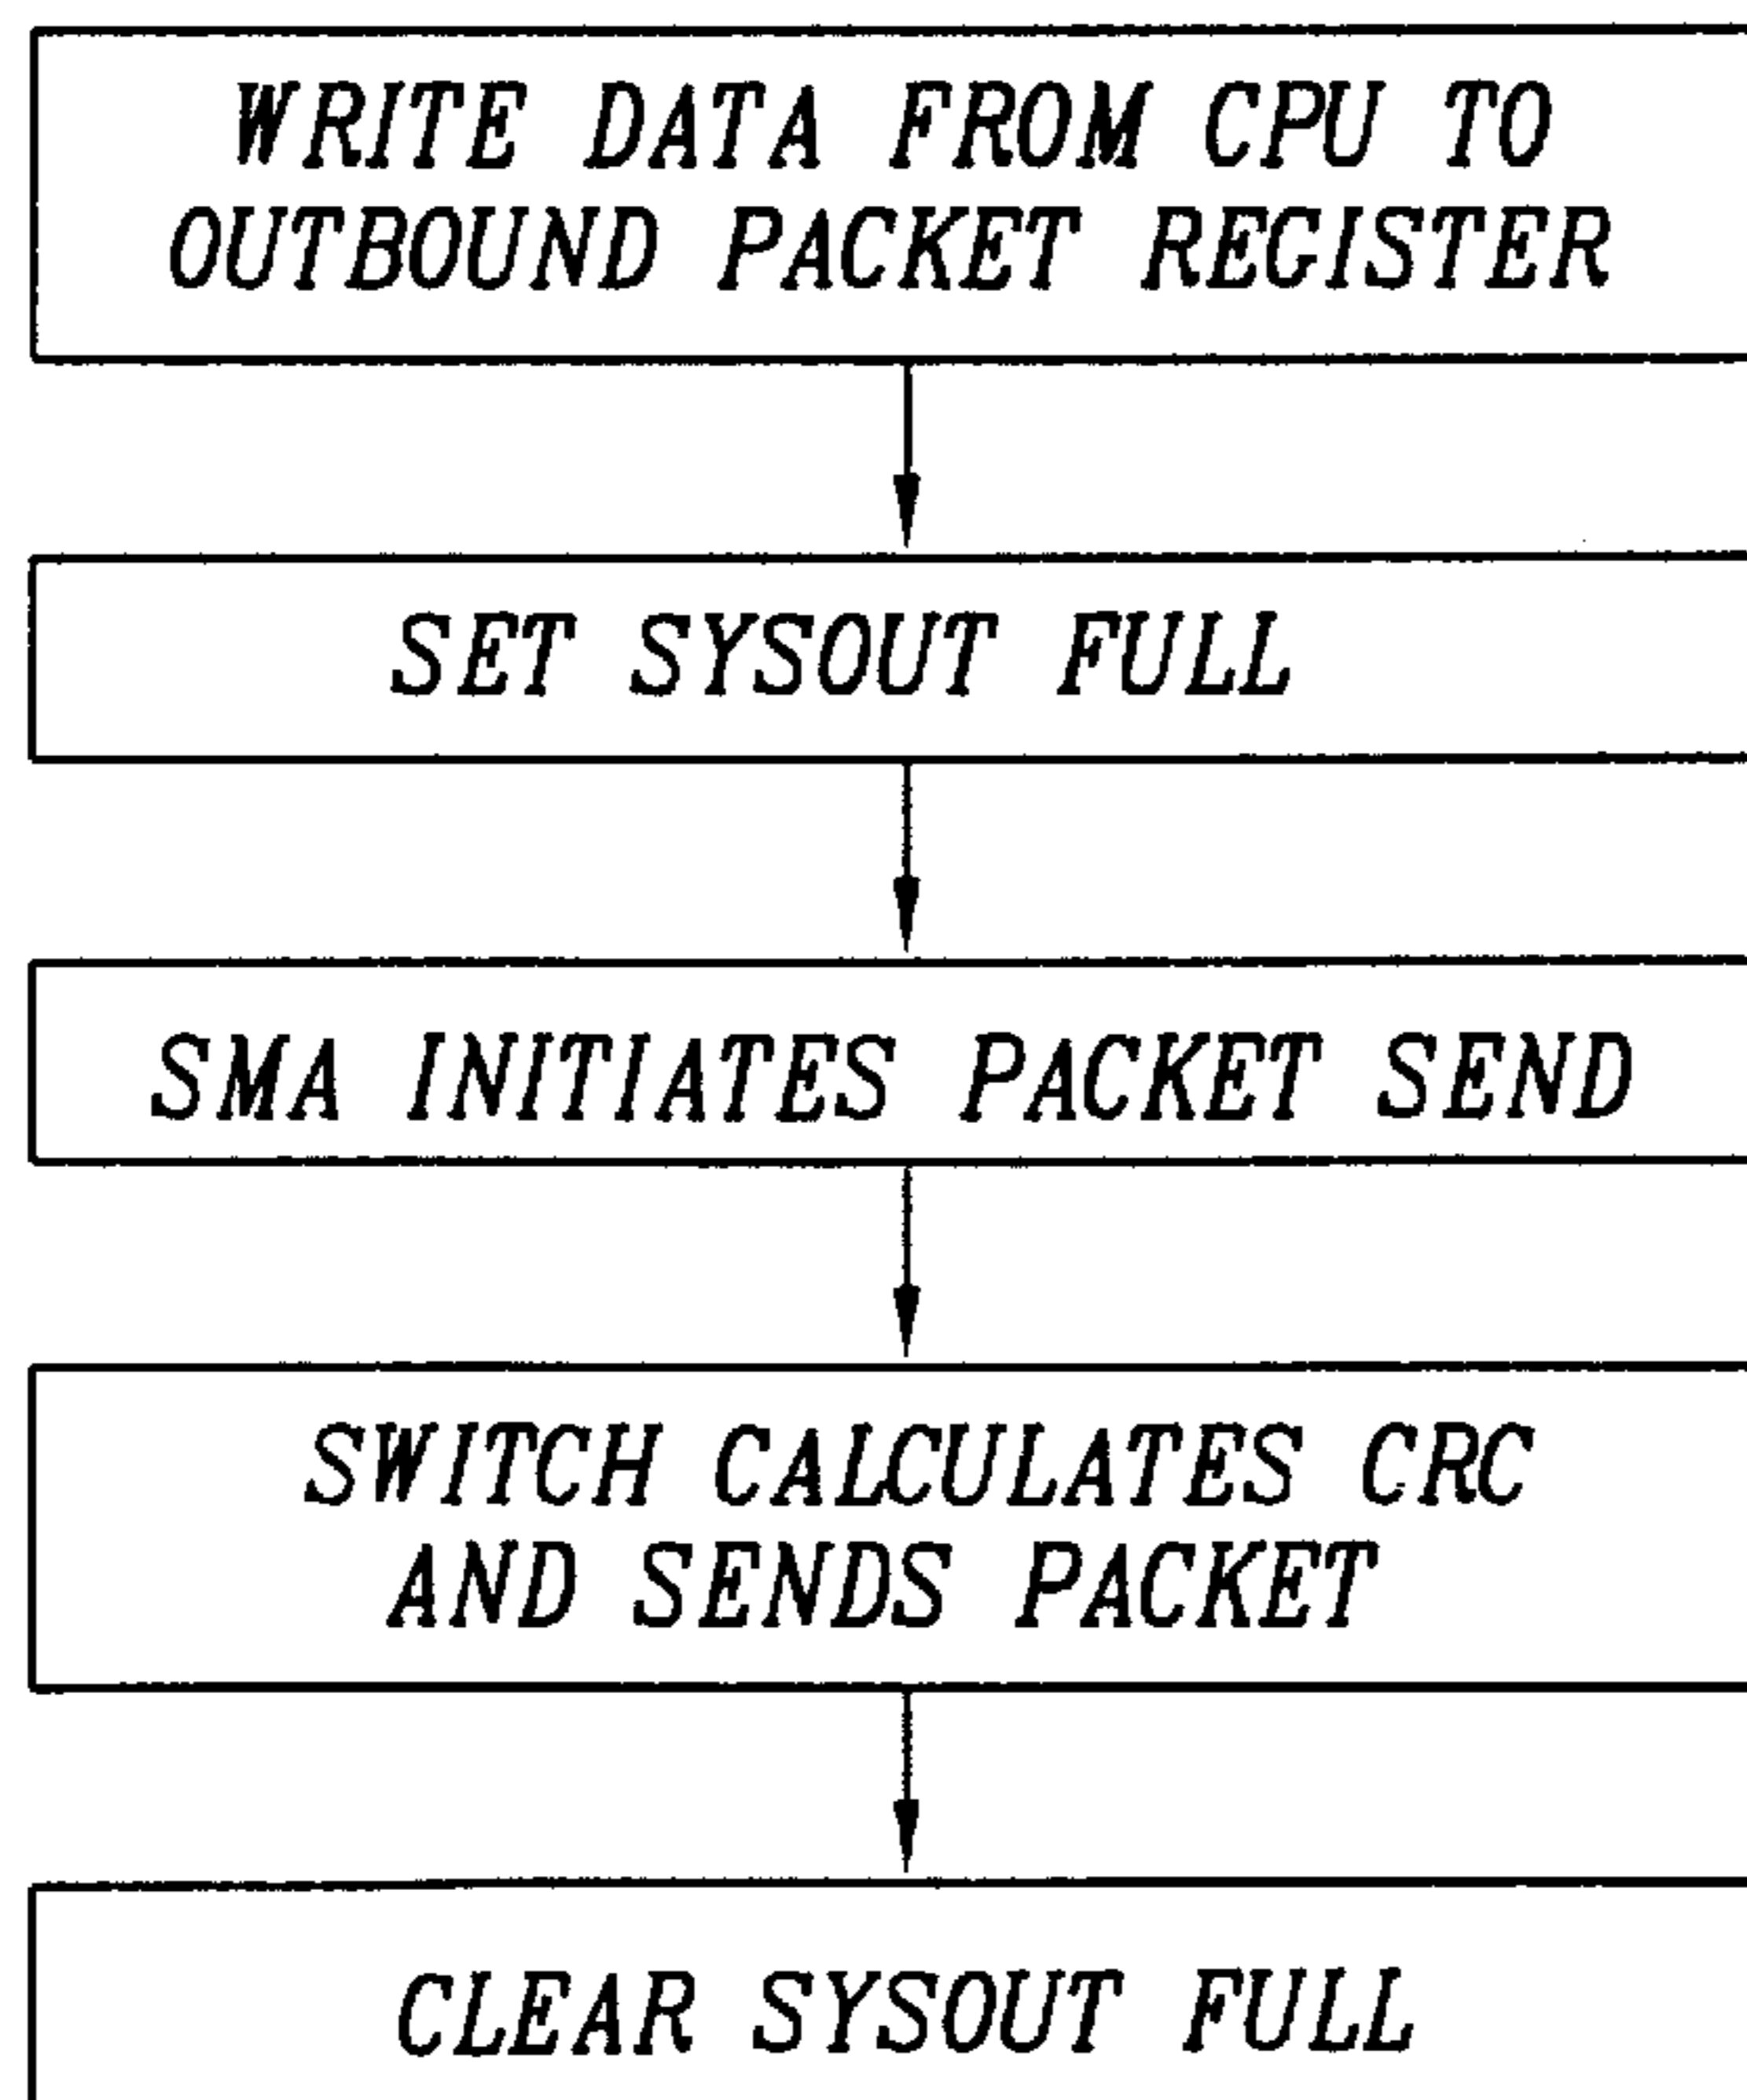 WRITE DATA FROM CPU TO
OUTBOUND PACKET REGISTER
SET SYSOUT FULL
SMA INITIATES PACKET SEND
SWITCH CALCULATES CRC
AND SENDS PACKET
CLEAR SYSOUT FULL